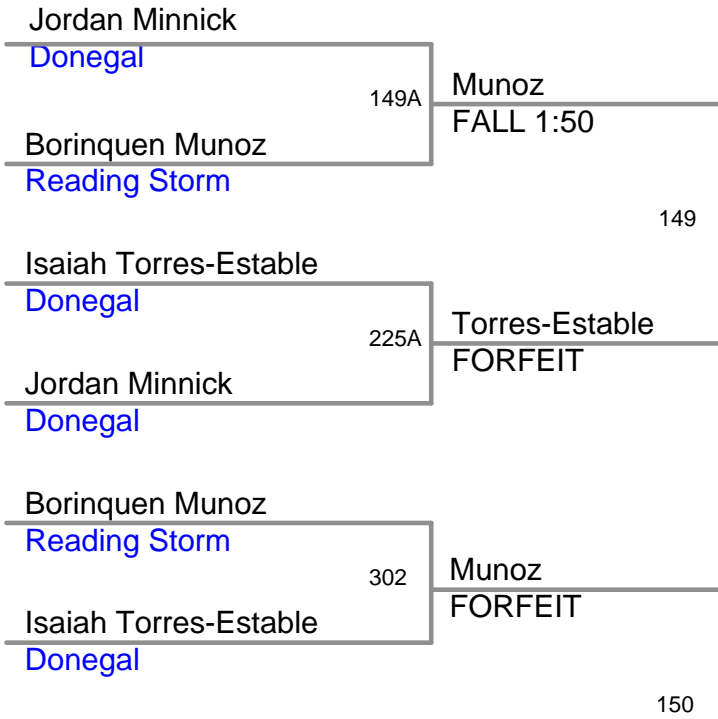 Jordan Minnick
Donegal
149A
Munoz
FALL 1:50
Borinquen Munoz
Reading Storm
149
Isaiah Torres-Estable
Donegal
225A
Torres-Estable
FORFEIT
Jordan Minnick
Donegal
Borinquen Munoz
Reading Storm
302
Munoz
FORFEIT
Isaiah Torres-Estable
Donegal
150